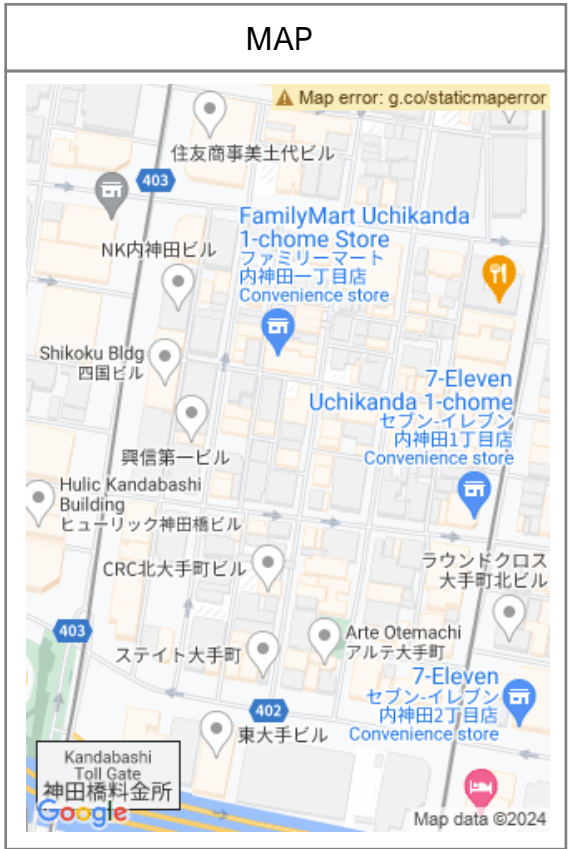 MAP
Map error: g.co/staticmaperror
住友商事美土代ビル
403
FamilyMart Uchikanda
1-chome Store
ファミリーマート
内神田一丁目店
Convenience store
NK内神田ビル
Shikoku Bldg
四国ビル
7-Eleven
Uchikanda 1-chome
セブン-イレブン
内神田1丁目店
Convenience store
興信第一ビル
Hulic Kandabashi
Building
ヒューリック神田橋ビル
CRC北大手町ビル
ラウンドクロス
大手町北ビル
403
Arte Otemachi
アルテ大手町
ステイト大手町
7-Eleven
セブン-イレブン
内神田2丁目店
Convenience store
402
東大手ビル
Kandabashi
Toll Gate
神田橋料金所
Google
Map data ©2024